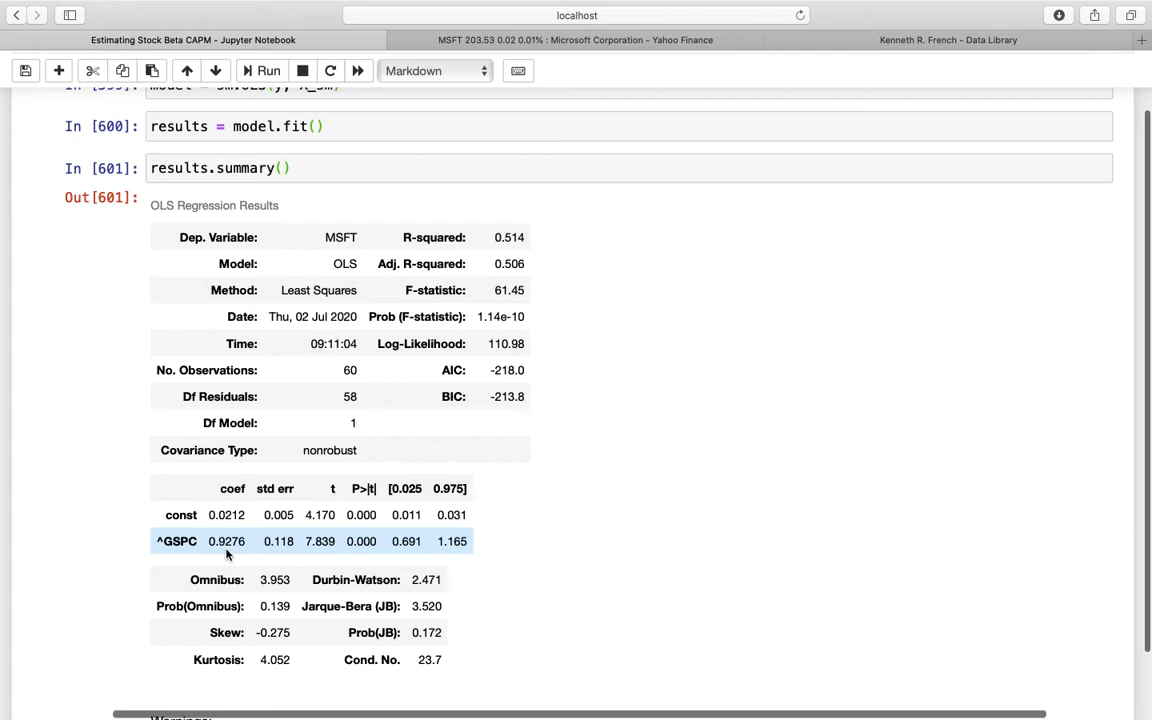 localhost
Estimating Stock Beta CAPM - Jupyter Notebook MSFT 203.53 0.02 0.01% : Microsoft Corporation - Yahoo Finance Kenneth R. French - Data Library
Run Markdown
In [599]: model = sm.OLS(y, X_sm)
In [600]: results = model.fit()
In [601]: results.summary()
Out[601]:
OLS Regression Results
Dep. Variable: MSFT R-squared: 0.514
Model: OLS Adj. R-squared: 0.506
Method: Least Squares F-statistic: 61.45
Date: Thu, 02 Jul 2020 Prob (F-statistic): 1.14e-10
Time: 09:11:04 Log-Likelihood: 110.98
No. Observations: 60 AIC: -218.0
Df Residuals: 58 BIC: -213.8
Df Model: 1
Covariance Type: nonrobust
coef std err t P>|t| [0.025 0.975]
const 0.0212 0.005 4.170 0.000 0.011 0.031
^GSPC 0.9276 0.118 7.839 0.000 0.691 1.165
Omnibus: 3.953 Durbin-Watson: 2.471
Prob(Omnibus): 0.139 Jarque-Bera (JB): 3.520
Skew: -0.275 Prob(JB): 0.172
Kurtosis: 4.052 Cond. No. 23.7
Warnings: